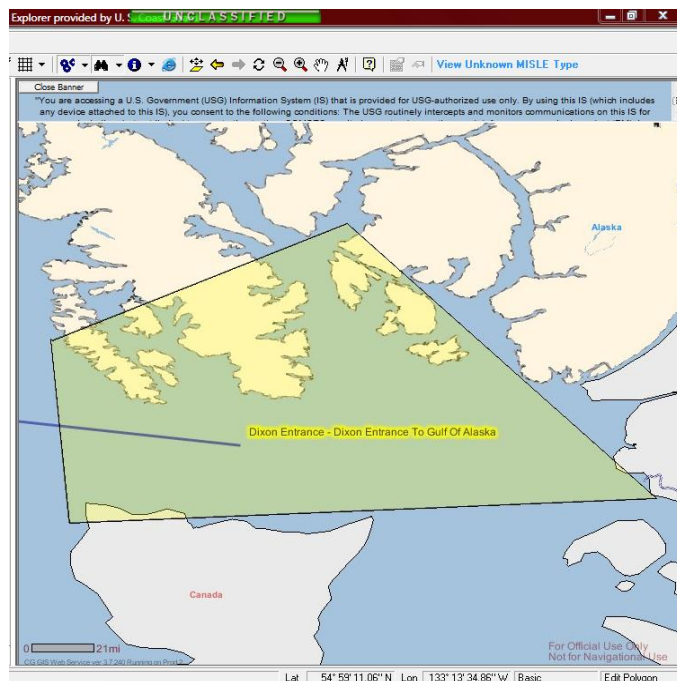 Explorer provided by U. S. Coast
UNCLASSIFIED
View Unknown MISLE Type
Close Banner
"You are accessing a U.S. Government (USG) Information System (IS) that is provided for USG-authorized use only. By using this IS (which includes
any device attached to this IS), you consent to the following conditions: The USG routinely intercepts and monitors communications on this IS for
Alaska
Dixon Entrance - Dixon Entrance To Gulf Of Alaska
Canada
0 21mi
For Official Use Only
Not for Navigational Use
CG GIS Web Service ver 3.7.240 Running on
Lat 54° 59' 11.06" N Lon 133° 13' 34.86" W Basic Edit Polygon